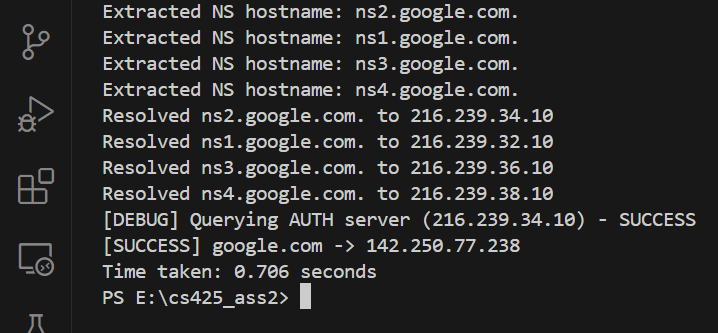 Extracted NS hostname: ns2.google.com.
Extracted NS hostname: ns1.google.com.
Extracted NS hostname: ns3.google.com.
Extracted NS hostname: ns4.google.com.
Resolved ns2.google.com. to 216.239.34.10
Resolved ns1.google.com. to 216.239.32.10
Resolved ns3.google.com. to 216.239.36.10
Resolved ns4.google.com. to 216.239.38.10
[DEBUG] Querying AUTH server (216.239.34.10) - SUCCESS
[SUCCESS] google.com -> 142.250.77.238
Time taken: 0.706 seconds
PS E:\cs425_ass2>